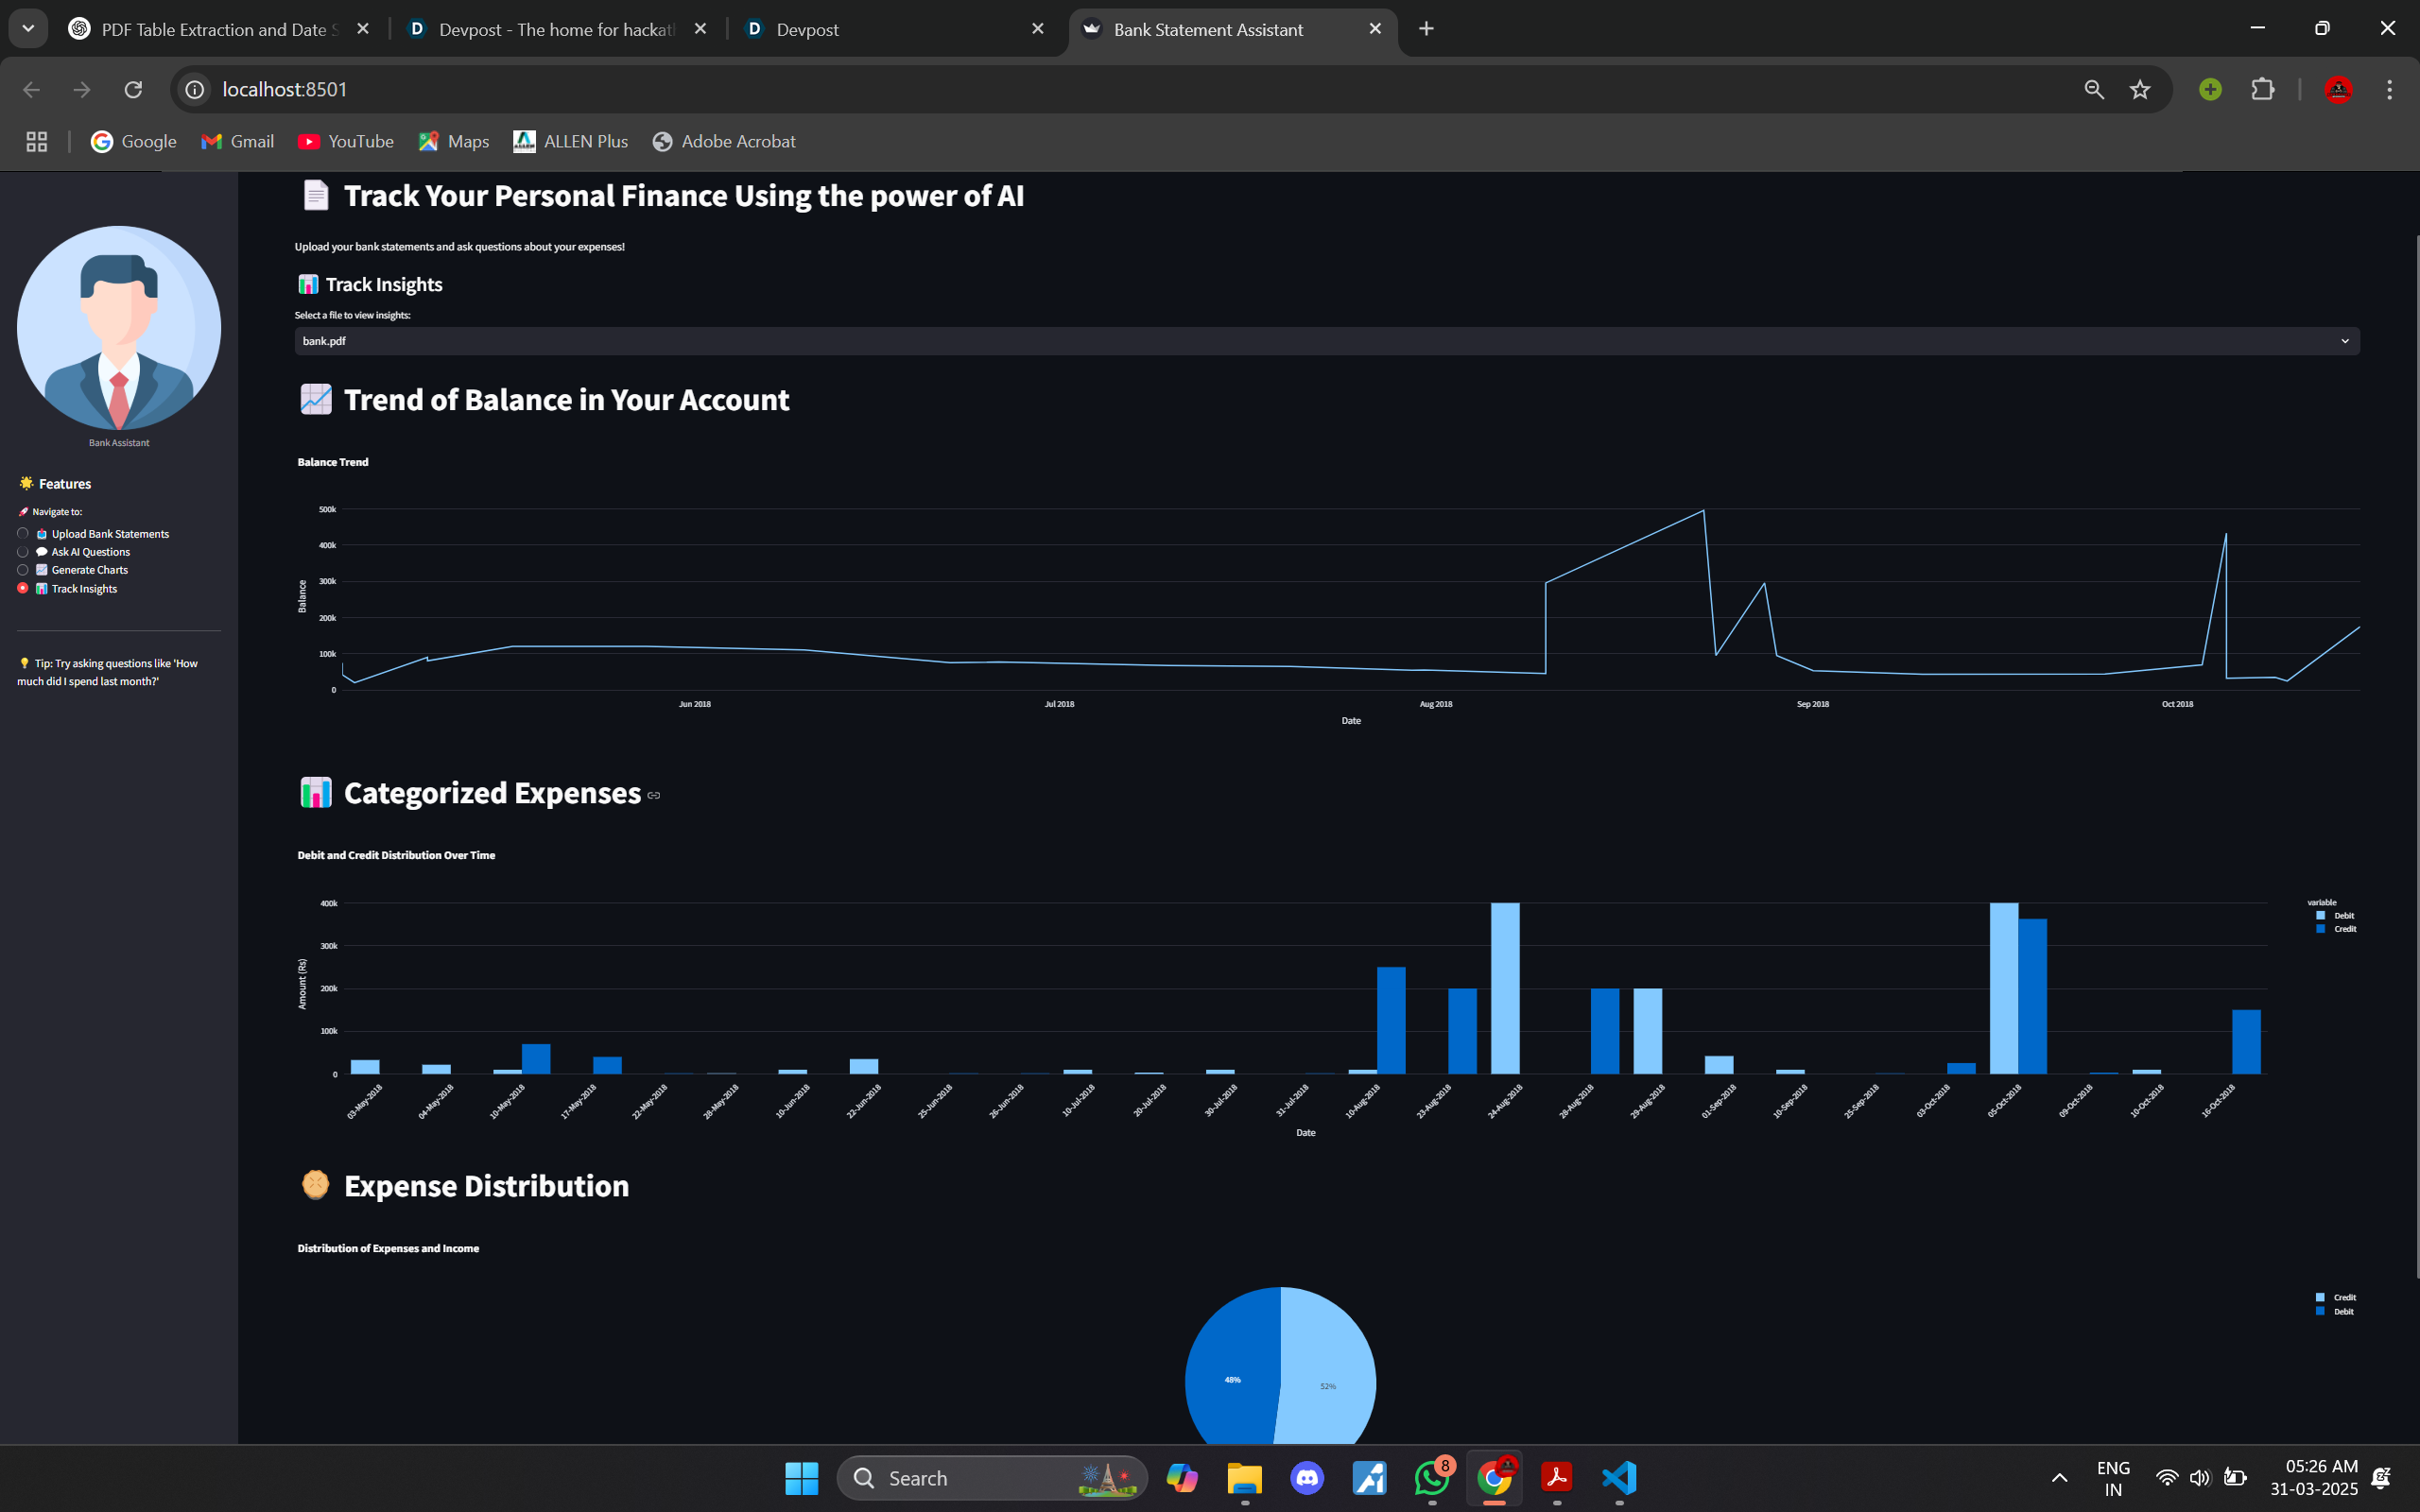 PDF Table Extraction and Date S
Devpost - The home for hackat
Devpost
Bank Statement Assistant
localhost:8501
Google
Gmail
YouTube
Maps
ALLEN Plus
Adobe Acrobat
Bank Assistant
Features
Navigate to:
Upload Bank Statements
Ask AI Questions
Generate Charts
Track Insights
Tip: Try asking questions like 'How
much did I spend last month?'
Track Your Personal Finance Using the power of AI
Upload your bank statements and ask questions about your expenses!
Track Insights
Select a file to view insights:
bank.pdf
Trend of Balance in Your Account
Balance Trend
500k
400k
300k
200k
100k
0
Balance
Jun 2018
Jul 2018
Aug 2018
Sep 2018
Oct 2018
Date
Categorized Expenses
Debit and Credit Distribution Over Time
400k
300k
200k
100k
0
Amount (Rs)
variable
Debit
Credit
03-May-2018
04-May-2018
10-May-2018
17-May-2018
22-May-2018
28-May-2018
10-Jun-2018
22-Jun-2018
25-Jun-2018
26-Jun-2018
10-Jul-2018
20-Jul-2018
30-Jul-2018
31-Jul-2018
10-Aug-2018
23-Aug-2018
24-Aug-2018
28-Aug-2018
29-Aug-2018
01-Sep-2018
10-Sep-2018
25-Sep-2018
03-Oct-2018
05-Oct-2018
09-Oct-2018
10-Oct-2018
16-Oct-2018
Date
Expense Distribution
Distribution of Expenses and Income
Credit
Debit
48%
52%
Search
8
ENG
IN
05:26 AM
31-03-2025